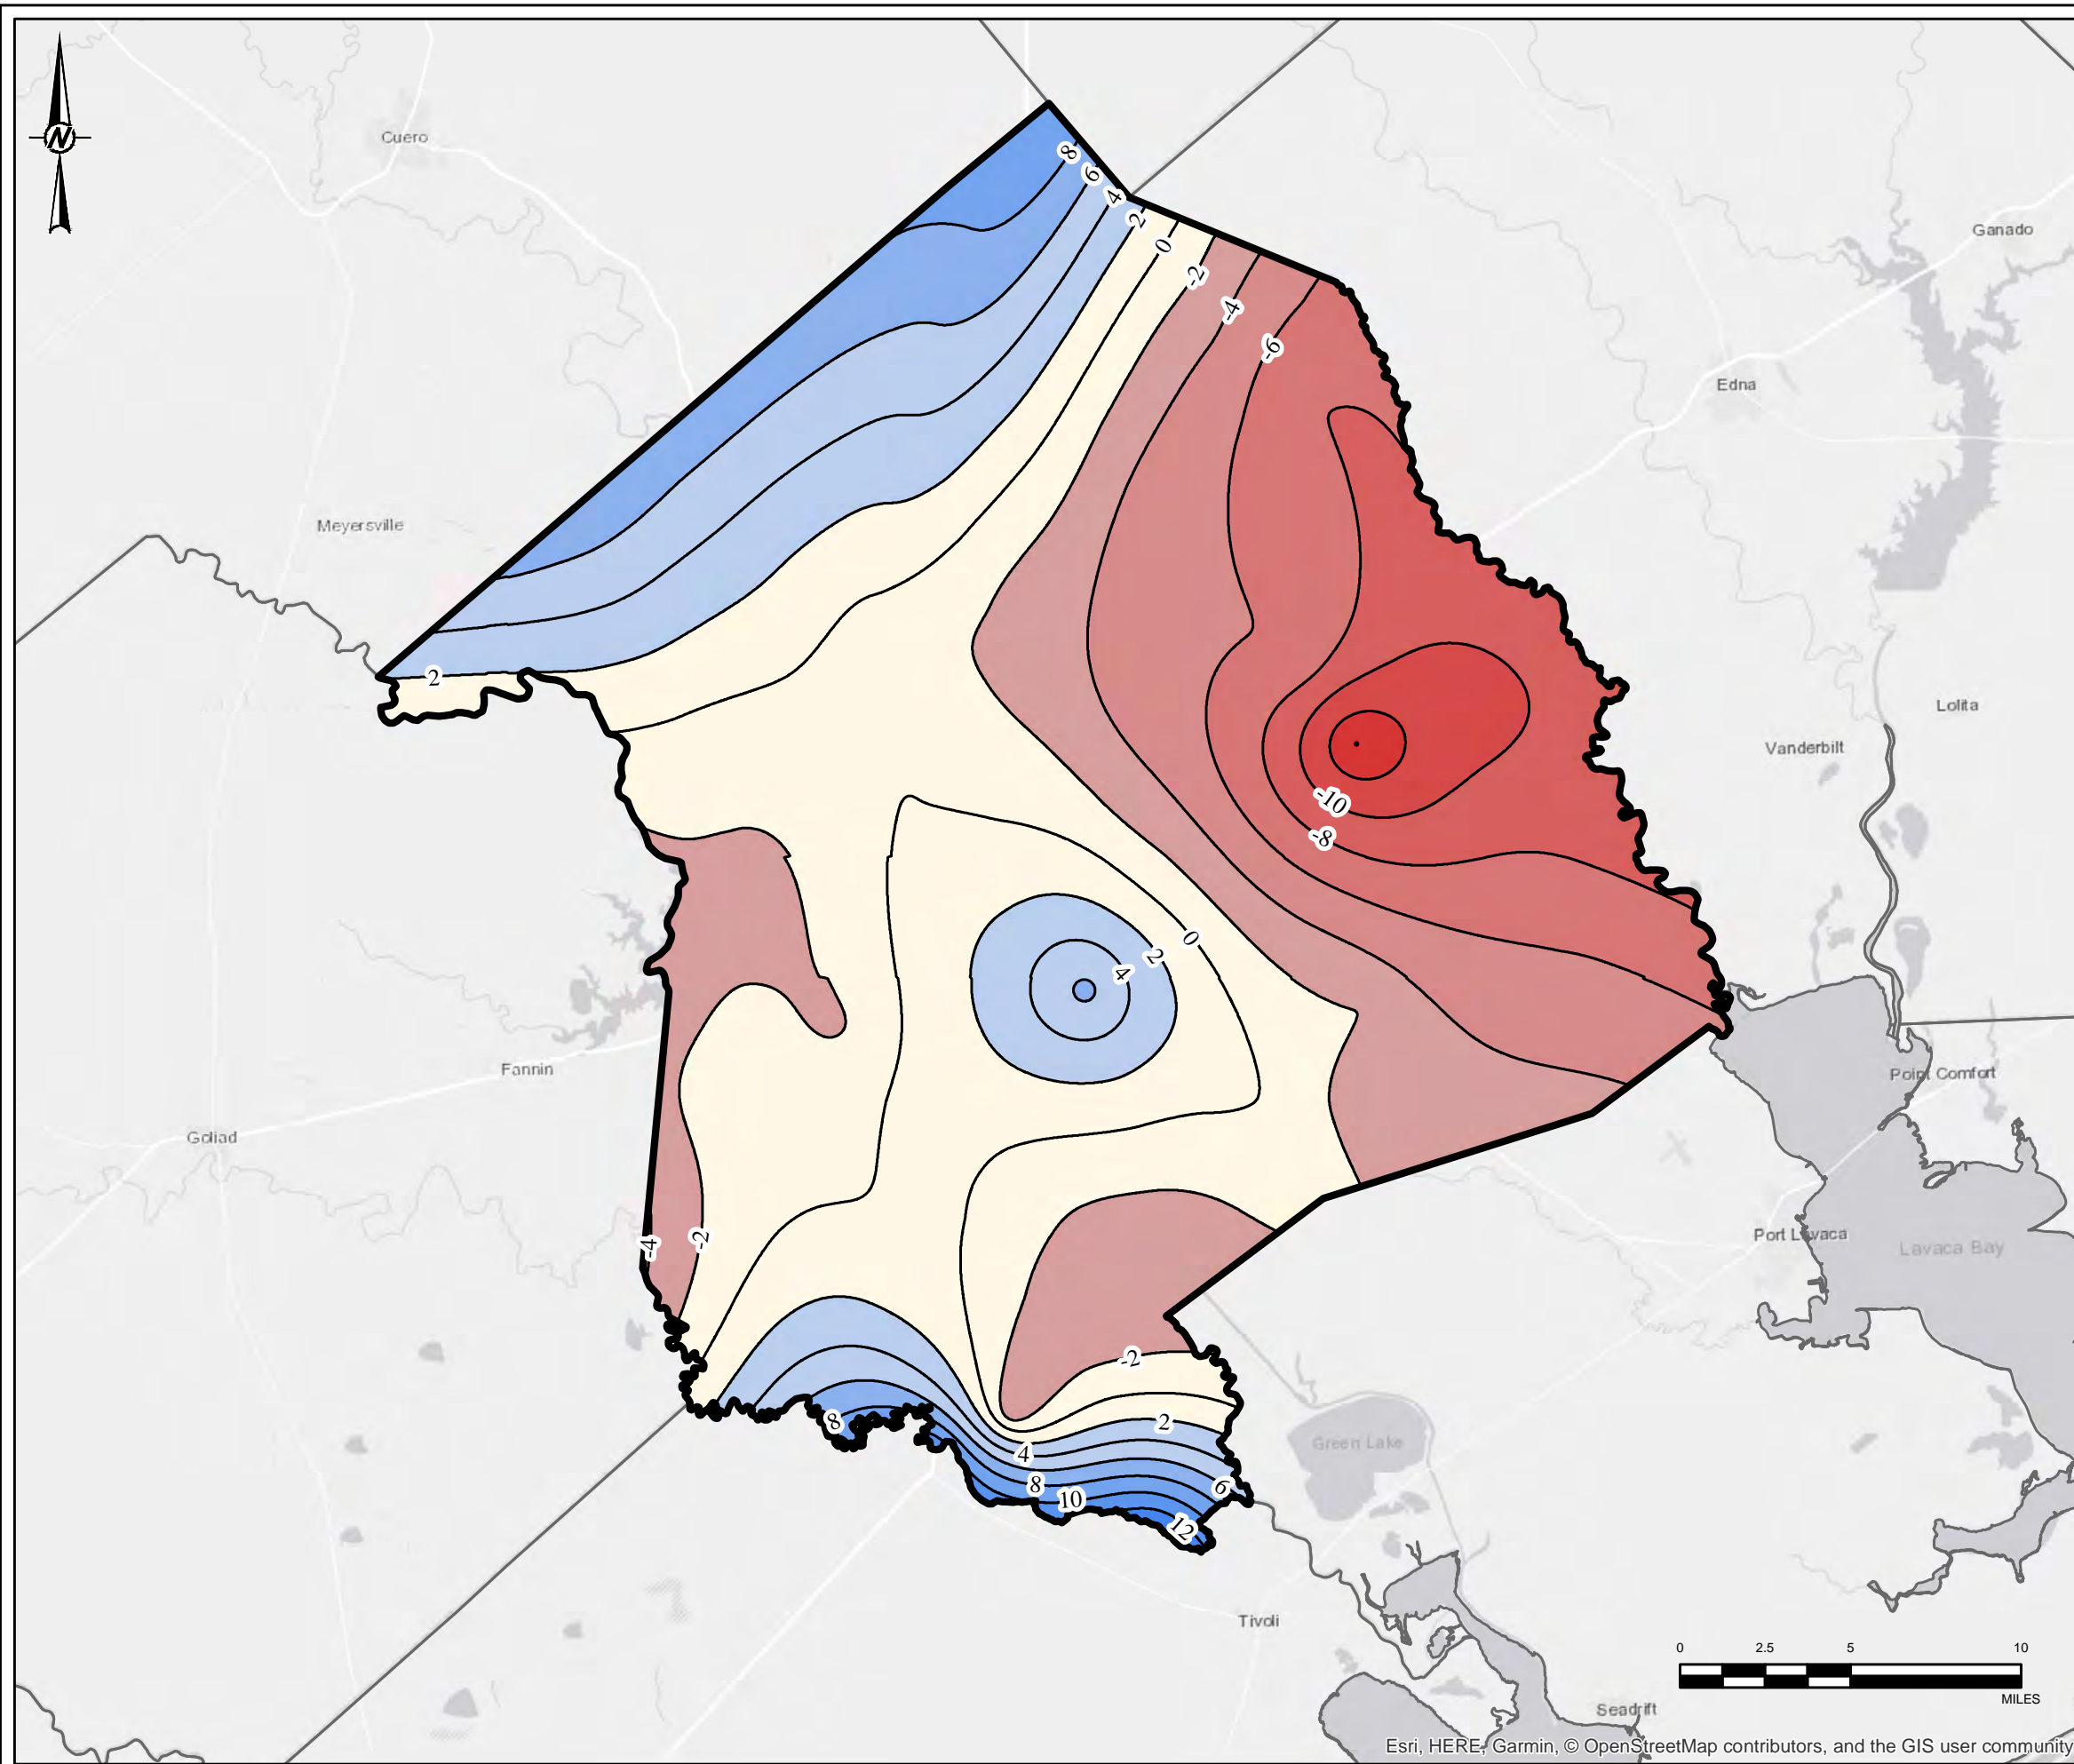 N
Cuero
8
6
4
2
0
-2
-4
-6
Ganado
Edna
Meyersville
2
Lolita
Vanderbilt
-10
-8
0
2
4
Fannin
Point Comfort
Goliad
-4
-2
Port Lavaca
Lavaca Bay
-2
8
2
4
8
10
6
12
Green Lake
Tivoli
0 2.5 5 10
MILES
Seadrift
Esri, HERE, Garmin, © OpenStreetMap contributors, and the GIS user community